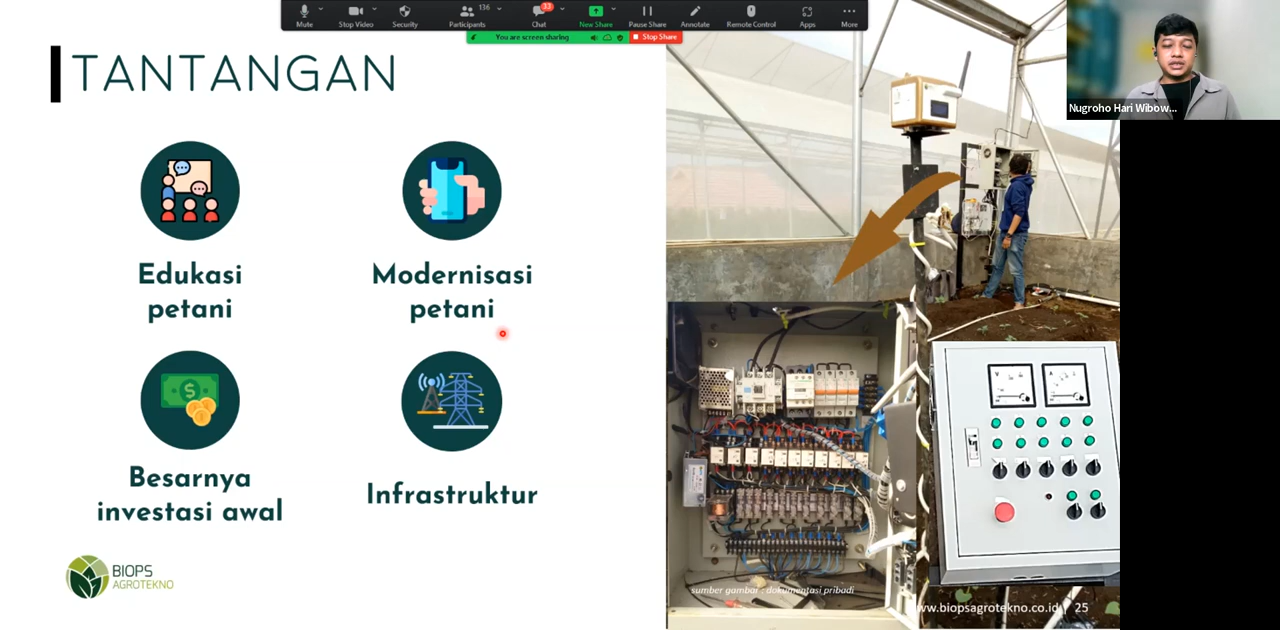 Mute
Stop Video
Security
Participants
136
Chat
33
New Share
Pause Share
Annotate
Remote Control
Apps
More
You are screen sharing
Stop Share
TANTANGAN
Nugroho Hari Wibow...
Edukasi
petani
Modernisasi
petani
Besarnya
investasi awal
Infrastruktur
BIOPS
AGROTEKNO
V
A
sumber gambar : dokumentasi pribadi
www.biopsagrotekno.co.id
25